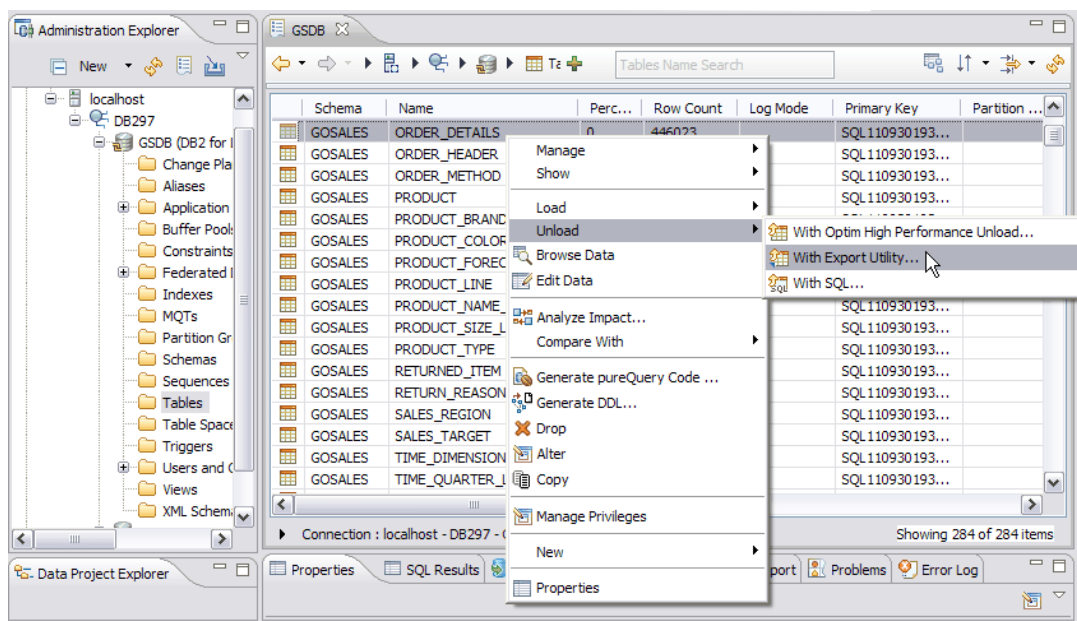 Administration Explorer
New
localhost
DB297
GSDB (DB2 for
Change Pla
Aliases
Application
Buffer Pool
Constraints
Federated
Indexes
MQTs
Partition Gr
Schemas
Sequences
Tables
Table Space
Triggers
Users and
Views
XML Schem
Data Project Explorer
GSDB
Ta
Tables Name Search
Schema Name Perc... Row Count Log Mode Primary Key Partition ...
GOSALES ORDER_DETAILS 0 446023 SQL110930193...
GOSALES ORDER_HEADER SQL110930193...
GOSALES ORDER_METHOD SQL110930193...
GOSALES PRODUCT SQL110930193...
GOSALES PRODUCT_BRAND
GOSALES PRODUCT_COLOR
GOSALES PRODUCT_FOREC
GOSALES PRODUCT_LINE
GOSALES PRODUCT_NAME_ SQL110930193...
GOSALES PRODUCT_SIZE_L SQL110930193...
GOSALES PRODUCT_TYPE SQL110930193...
GOSALES RETURNED_ITEM SQL110930193...
GOSALES RETURN_REASON SQL110930193...
GOSALES SALES_REGION SQL110930193...
GOSALES SALES_TARGET SQL110930193...
GOSALES TIME_DIMENSION SQL110930193...
GOSALES TIME_QUARTER_L SQL110930193...
Connection : localhost - DB297 -
Showing 284 of 284 items
Manage
Show
Load
Unload
Browse Data
Edit Data
Analyze Impact...
Compare With
Generate pureQuery Code ...
Generate DDL...
Drop
Alter
Copy
Manage Privileges
New
Properties
With Optim High Performance Unload...
With Export Utility...
SQL With SQL...
Properties
SQL Results
port
Problems
Error Log